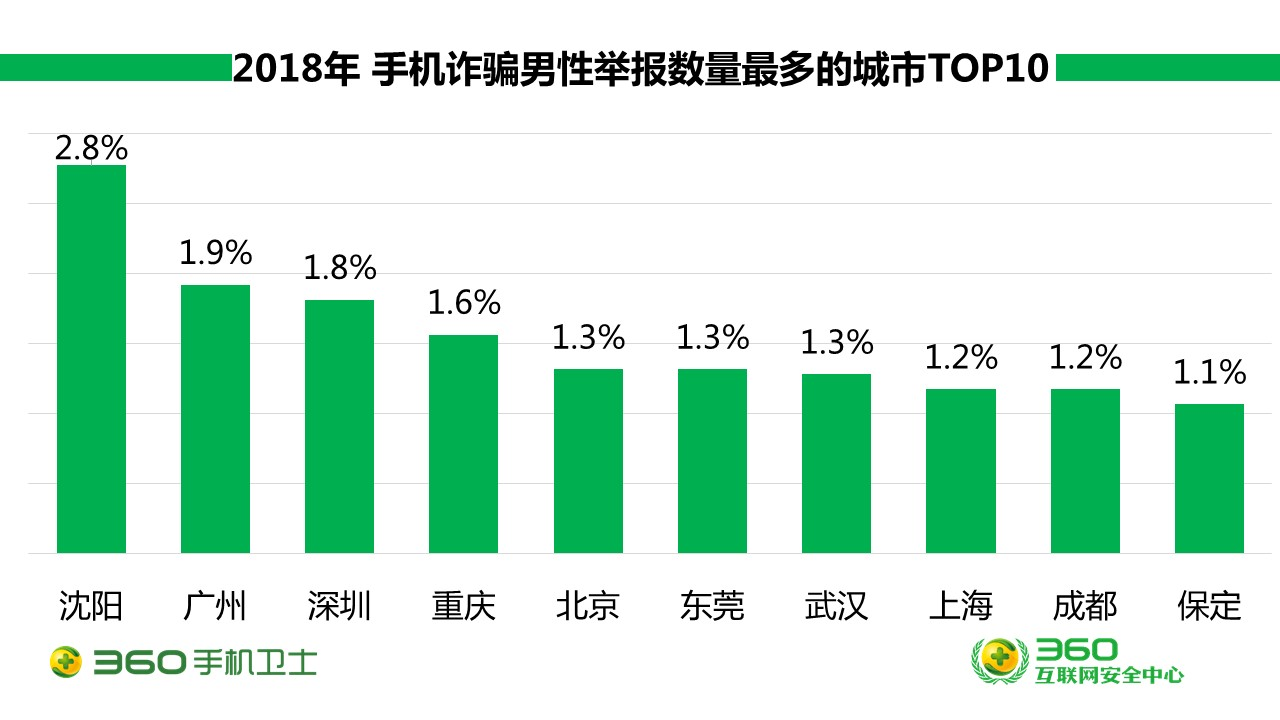 2018年 手机诈骗男性举报数量最多的城市TOP10
2.8%
1.9%
1.8%
1.6%
1.3%
1.3%
1.3%
1.2%
1.2%
1.1%
沈阳 广州 深圳 重庆 北京 东莞 武汉 上海 成都 保定
360手机卫士
360
互联网安全中心